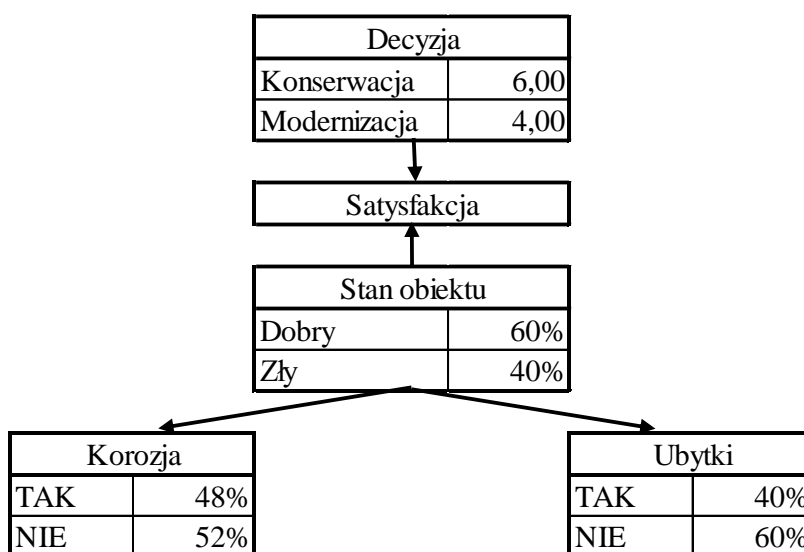 Decyzja
Konserwacja 6,00
Modernizacja 4,00
Satysfakcja
Stan obiektu
Dobry 60%
Zły 40%
Korozja Ubytki
TAK 48% TAK 40%
NIE 52% NIE 60%